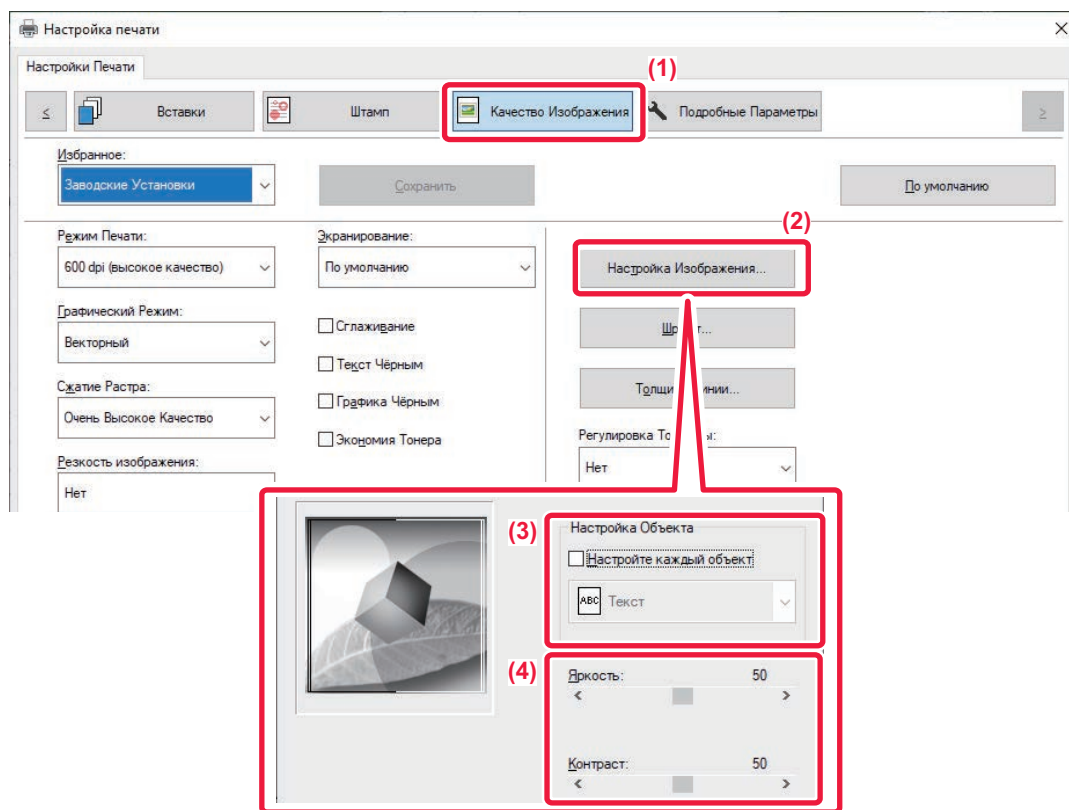 Настройка печати
Настройки Печати
(1)
Вставки
Штамп
Качество Изображения
Подробные Параметры
Избранное:
Заводские Установки
Сохранить
По умолчанию
(2)
Режим Печати:
600 dpi (высокое качество)
Экранирование:
По умолчанию
Настройка Изображения...
Графический Режим:
Векторный
Сглаживание
Текст Чёрным
Сжатие Растра:
Очень Высокое Качество
Графика Чёрным
Экономия Тонера
Регулировка
Нет
Резкость изображения:
Нет
(3)
Настройка Объекта
Настройте каждый объект
ABC Текст
(4)
Яркость: 50
< >
Контраст: 50
< >